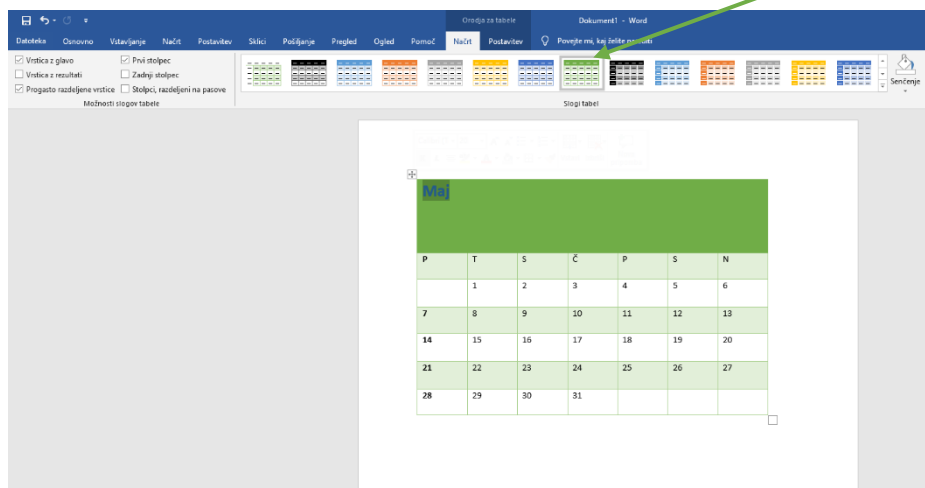 Orodja za tabele
Dokument1 - Word
Datoteka Osnovno Vstavljanje Načrt Postavitev Sklici Pošiljanje Pregled Ogled Pomoč Načrt Postavitev Povejte mi, kaj želite narediti
Vrstica z glavo Prvi stolpec
Vrstica z rezultati Zadnji stolpec
Progasto razdeljene vrstice Stolpci, razdeljeni na pasove
Senčenje
Možnosti slogov tabele
Slogi tabel
Maj
P T S Č P S N
1 2 3 4 5 6
7 8 9 10 11 12 13
14 15 16 17 18 19 20
21 22 23 24 25 26 27
28 29 30 31